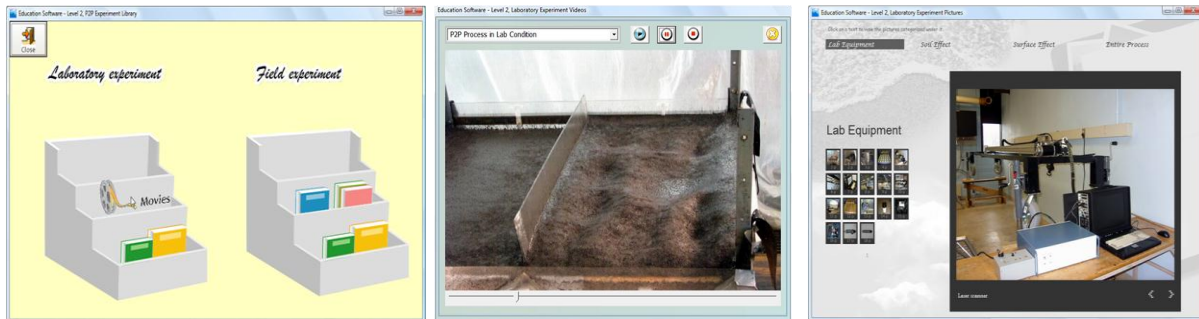 Education Software - Level 2, P2P Experiment Library
Close
Laboratory experiment
Field experiment
Movies
Education Software - Level 2, Laboratory Experiment Videos
P2P Process in Lab Condition
Education Software - Level 2, Laboratory Experiment Pictures
Lab Equipment
Soil Effect
Surface Effect
Entire Process
Lab Equipment
Laser scanner